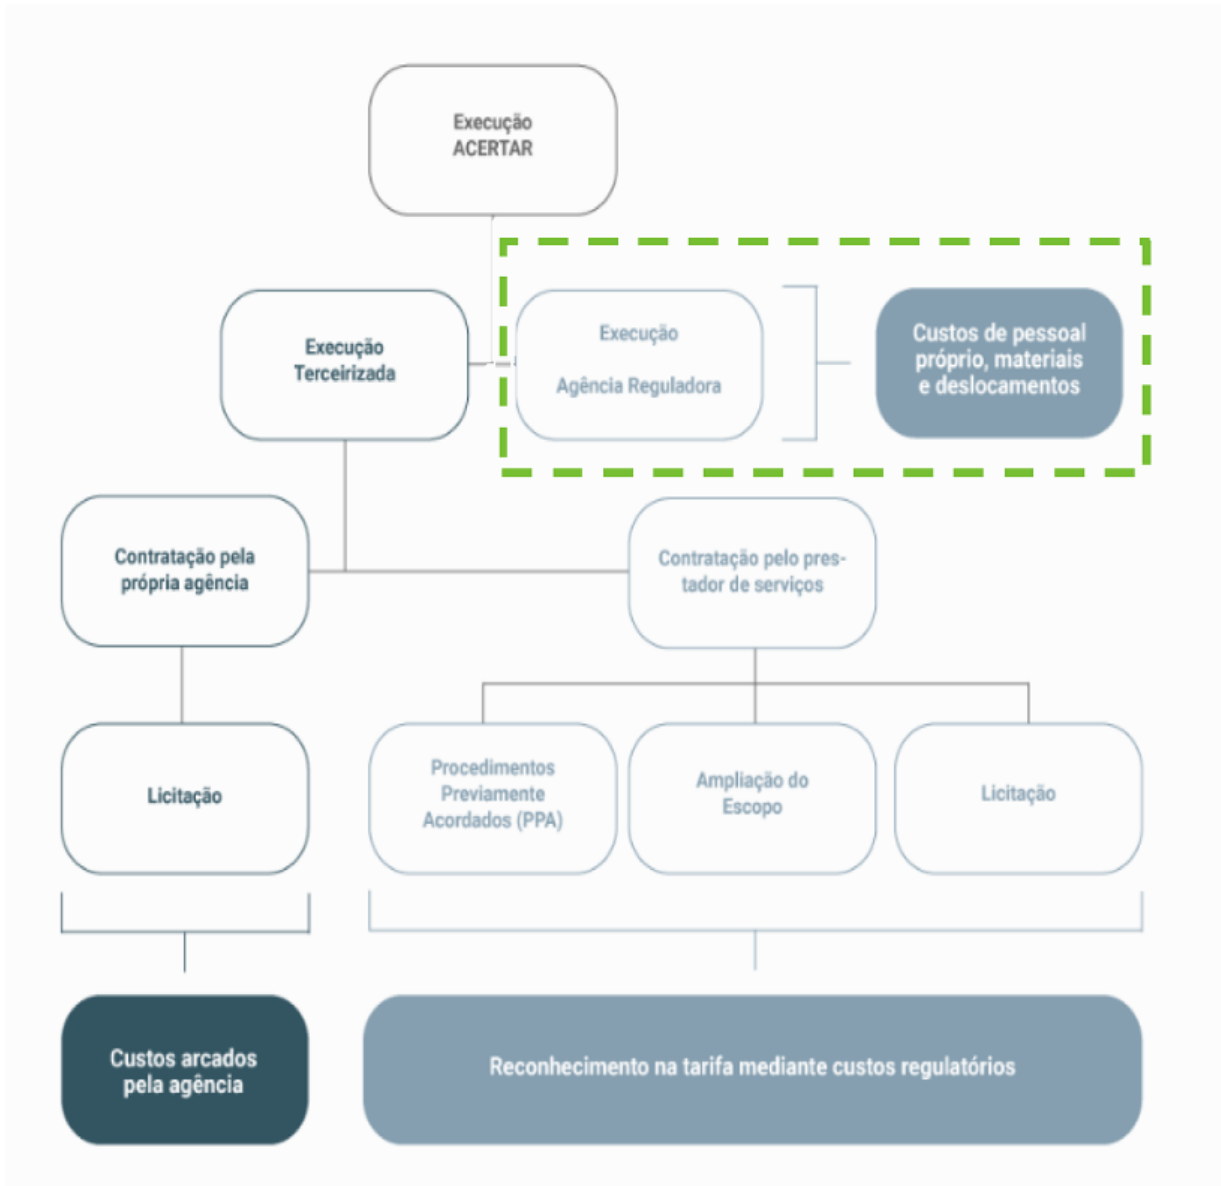 Execução
ACERTAR
Execução
Terceirizada
Execução
Agência Reguladora
Custos de pessoal
próprio, materiais
e deslocamentos
Contratação pela
própria agência
Contratação pelo pres-
tador de serviços
Licitação
Procedimentos
Previamente
Acordados (PPA)
Ampliação do
Escopo
Licitação
Custos arcados
pela agência
Reconhecimento na tarifa mediante custos regulatórios